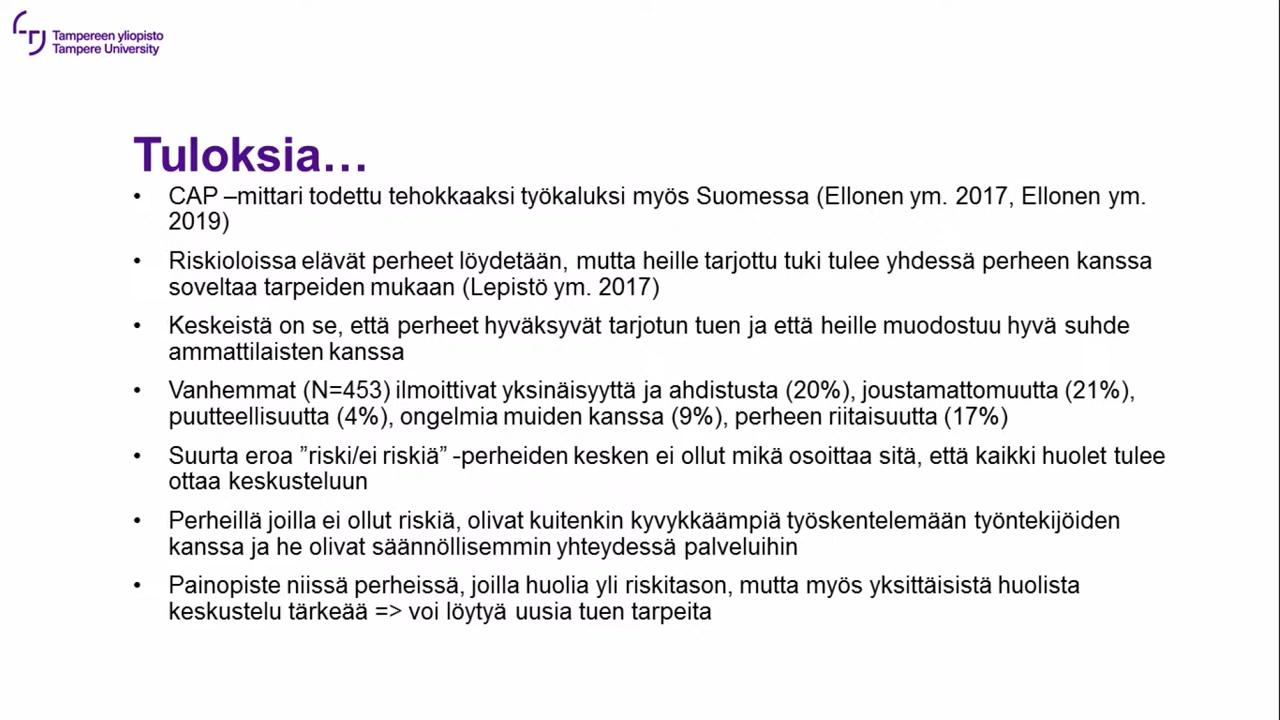 Tampereen yliopisto
Tampere University
Tuloksia…
• CAP –mittari todettu tehokkaaksi työkaluksi myös Suomessa (Ellonen ym. 2017, Ellonen ym.
2019)
• Riskioloissa elävät perheet löydetään, mutta heille tarjottu tuki tulee yhdessä perheen kanssa
soveltaa tarpeiden mukaan (Lepistö ym. 2017)
• Keskeistä on se, että perheet hyväksyvät tarjotun tuen ja että heille muodostuu hyvä suhde
ammattilaisten kanssa
• Vanhemmat (N=453) ilmoittivat yksinäisyyttä ja ahdistusta (20%), joustamattomuutta (21%),
puutteellisuutta (4%), ongelmia muiden kanssa (9%), perheen riitaisuutta (17%)
• Suurta eroa ”riski/ei riskiä” -perheiden kesken ei ollut mikä osoittaa sitä, että kaikki huolet tulee
ottaa keskusteluun
• Perheillä joilla ei ollut riskiä, olivat kuitenkin kyvykkäämpiä työskentelemään työntekijöiden
kanssa ja he olivat säännöllisemmin yhteydessä palveluihin
• Painopiste niissä perheissä, joilla huolia yli riskitason, mutta myös yksittäisistä huolista
keskustelu tärkeää => voi löytyä uusia tuen tarpeita